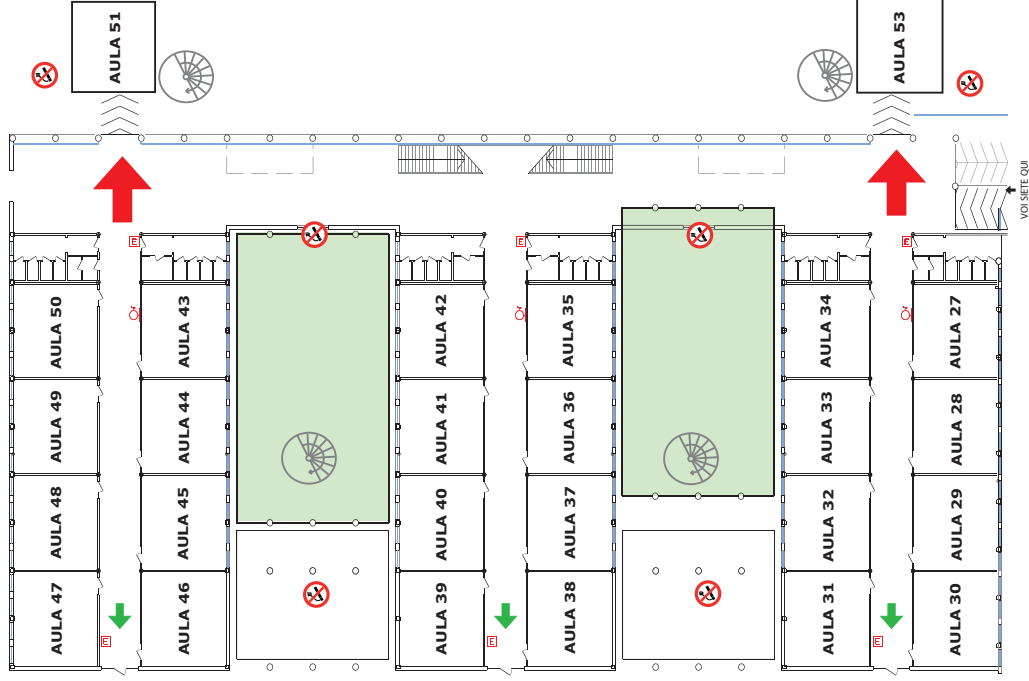 AULA 51
AULA 53
VOI SIETE QUI
E
E
E
AULA 50
AULA 43
AULA 42
AULA 35
AULA 34
AULA 27
AULA 49
AULA 44
AULA 41
AULA 36
AULA 33
AULA 28
AULA 48
AULA 45
AULA 40
AULA 37
AULA 32
AULA 29
AULA 47
AULA 46
AULA 39
AULA 38
AULA 31
AULA 30
E
E
E